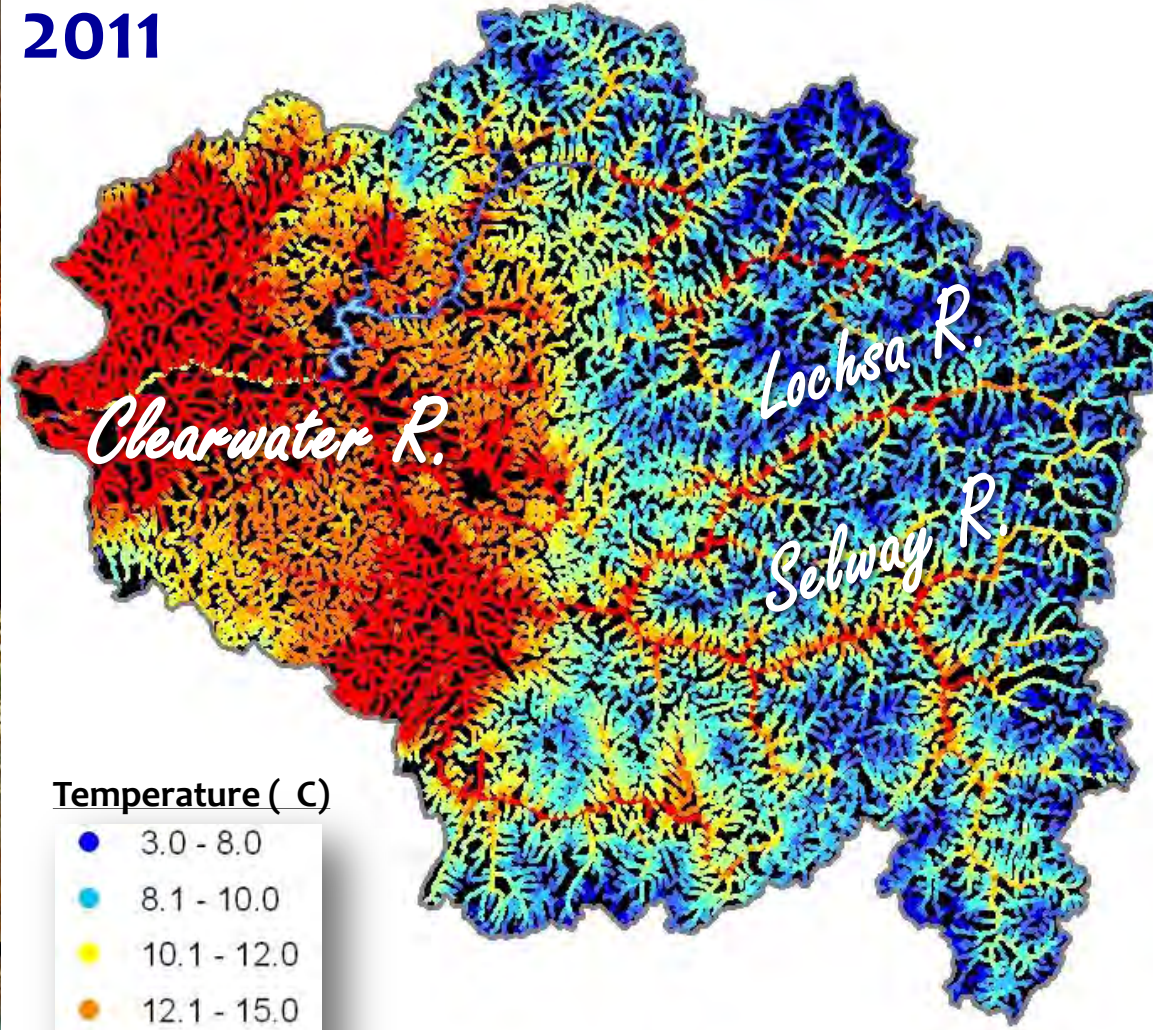 2011
Lochsa R.
Clearwater R.
Selway R.
Temperature ( C)
3.0 - 8.0
8.1 - 10.0
10.1 - 12.0
12.1 - 15.0